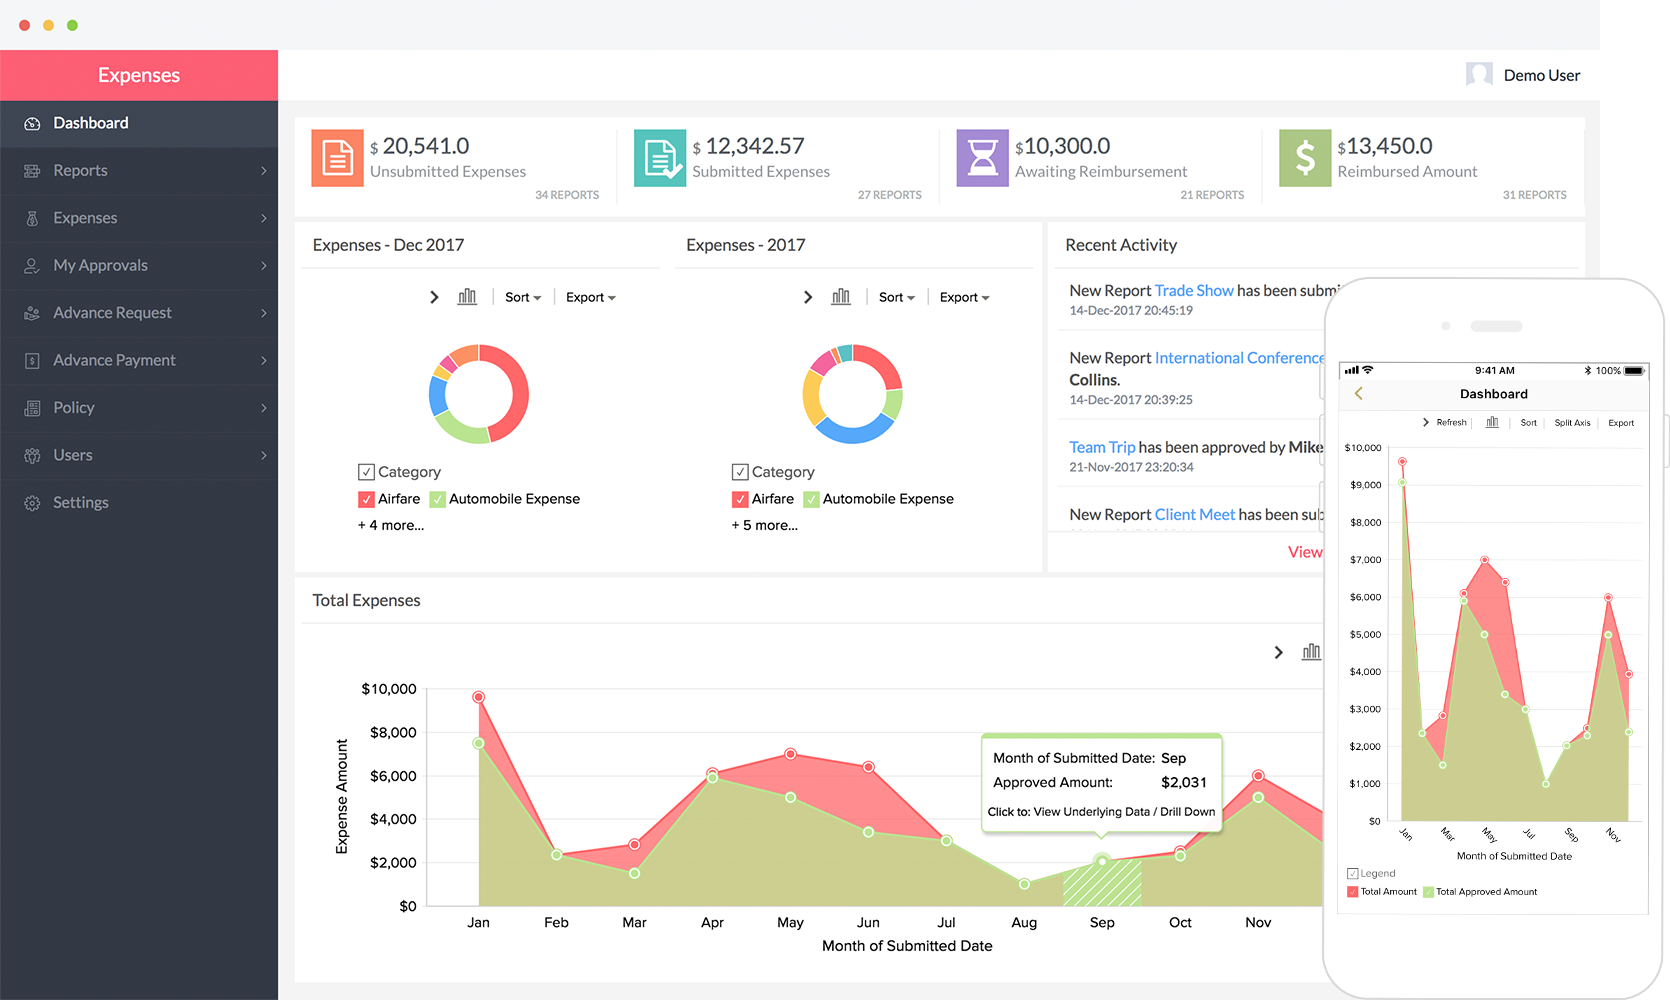 Expenses
Demo User
Dashboard
Reports
Expenses
My Approvals
Advance Request
Advance Payment
Policy
Users
Settings
$ 20,541.0
Unsubmitted Expenses
34 REPORTS
$ 12,342.57
Submitted Expenses
27 REPORTS
$10,300.0
Awaiting Reimbursement
21 REPORTS
$13,450.0
Reimbursed Amount
31 REPORTS
Expenses - Dec 2017
Sort
Export
Category
Airfare Automobile Expense
+ 4 more...
Expenses - 2017
Sort
Export
Category
Airfare Automobile Expense
+ 5 more...
Recent Activity
New Report Trade Show has been submi
14-Dec-2017 20:45:19
New Report International Conference
Collins.
14-Dec-2017 20:39:25
Team Trip has been approved by Mike
21-Nov-2017 23:20:34
New Report Client Meet has been sub
View
Total Expenses
Expense Amount
$10,000
$8,000
$6,000
$4,000
$2,000
$0
Month of Submitted Date: Sep
Approved Amount: $2,031
Click to: View Underlying Data / Drill Down
Jan Feb Mar Apr May Jun Jul Aug Sep Oct Nov
Month of Submitted Date
9:41 AM 100%
Dashboard
Refresh Sort Split Axis Export
$10,000
$9,000
$8,000
$7,000
$6,000
$5,000
$4,000
$3,000
$2,000
$1,000
$0
Jan Mar May Jul Sep Nov
Month of Submitted Date
Legend
Total Amount Total Approved Amount